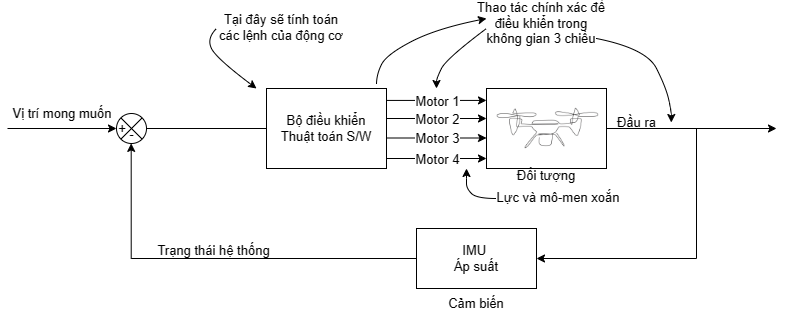 Tại đây sẽ tính toán
các lệnh của động cơ
Thao tác chính xác để
điều khiển trong
không gian 3 chiều
Vị trí mong muốn
+
-
Bộ điều khiển
Thuật toán S/W
Motor 1
Motor 2
Motor 3
Motor 4
Đầu ra
Đối tượng
Lực và mô-men xoắn
Trạng thái hệ thống
IMU
Áp suất
Cảm biến